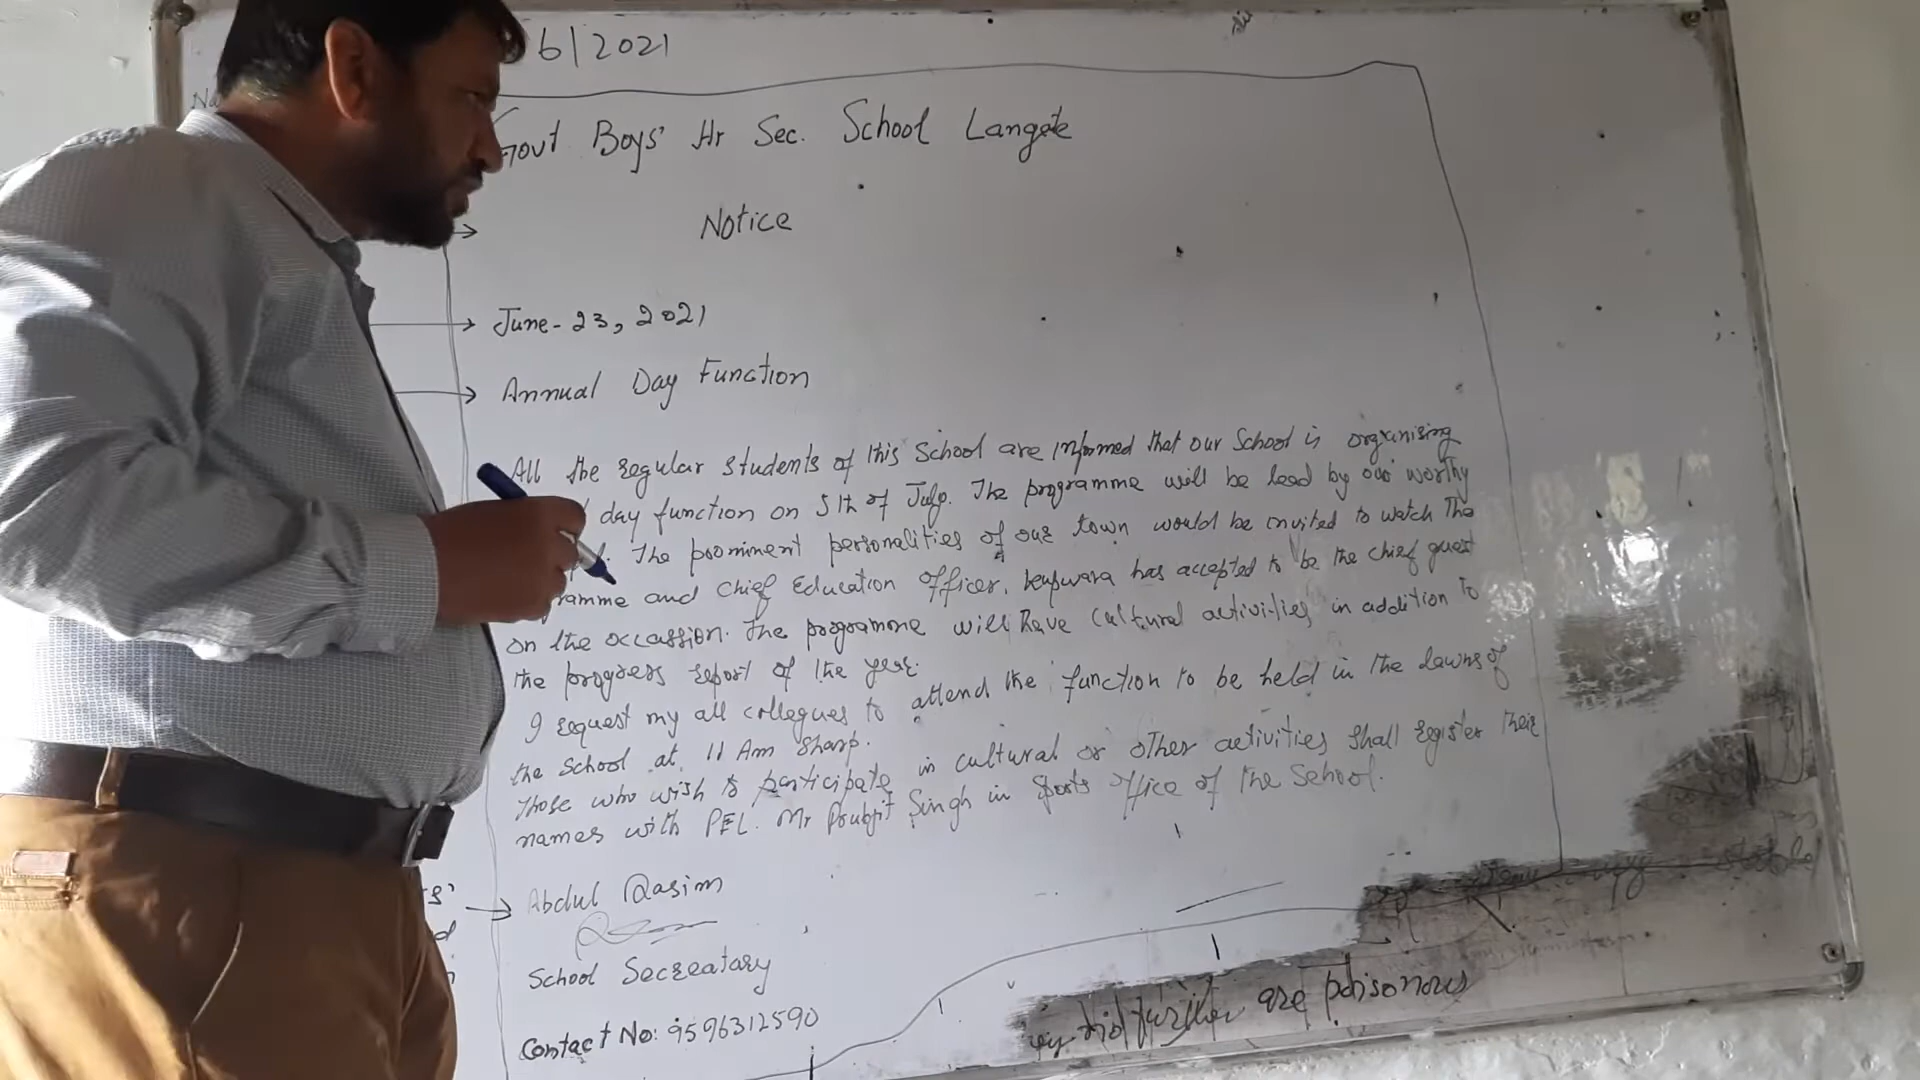 6/2021
Govt Boys' Hr Sec. School Langate
Notice
June-23, 2021
Annual Day Function
All the regular students of this School are informed that our School is organising
day function on 5th of July. The programme will be lead by our worthy
The prominent personalities of our town would be invited to watch The
ramme and Chief Education Officer, kupwara has accepted to be the chief guest
on the occassion. The programme will have cultural activities in addition to
the progress report of the year.
I request my all collegues to attend the function to be held in the Lawns of
the School at 11 Am Sharp.
Those who wish to participate in cultural or other activities shall register their
names with PEL. Mr Prubjit Singh in Sports office of the School.
Abdul Qasim
School Secreatary
Contact No: 9596312590
are poisonous